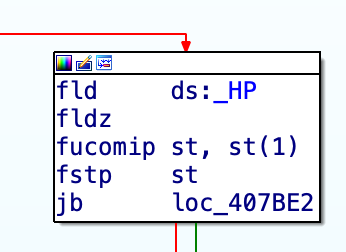 fld ds:_HP
fldz
fucomip st, st(1)
fstp st
jb loc_407BE2